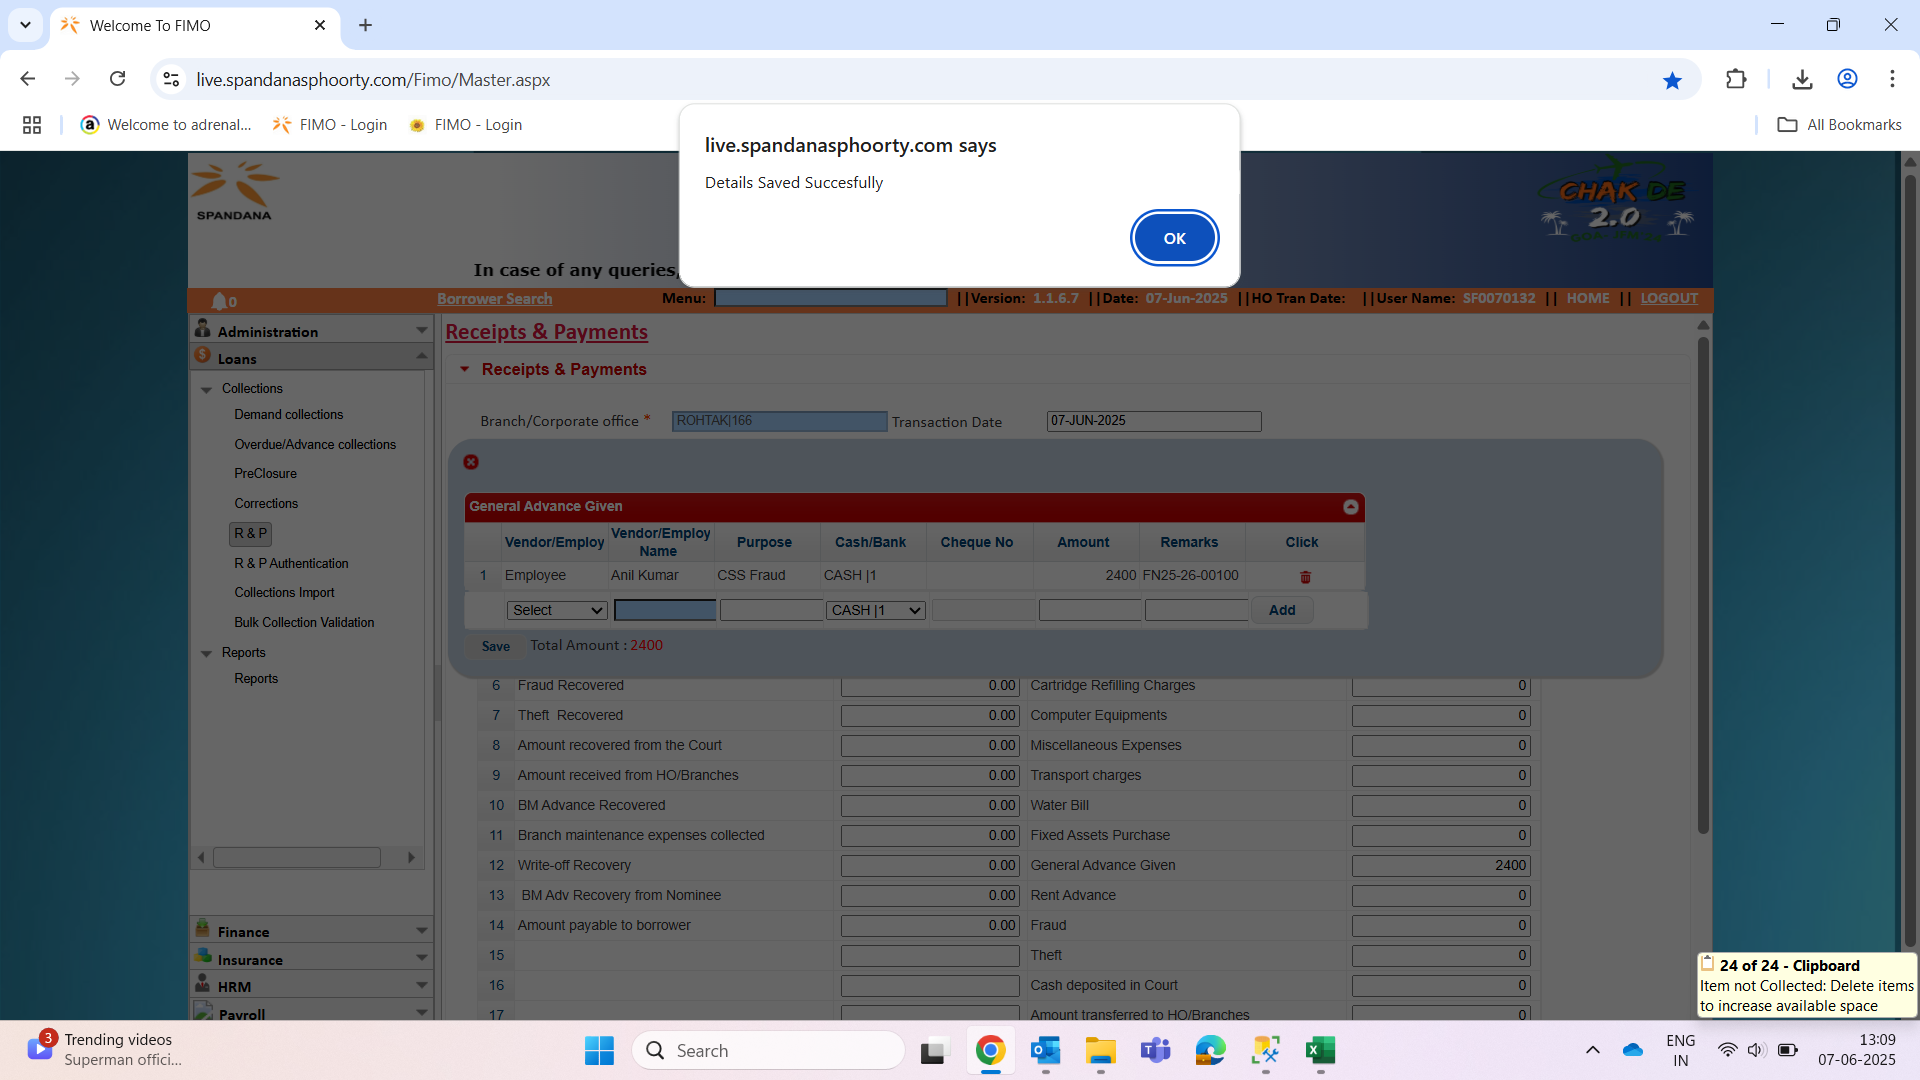 Welcome To FIMO
live.spandanasphoorty.com/Fimo/Master.aspx
Welcome to adrenal...
FIMO - Login
FIMO - Login
All Bookmarks
live.spandanasphoorty.com says
Details Saved Succesfully
OK
SPANDANA
CHAK DE
2.0
In case of any queries,
0
Borrower Search
Menu:
||Version: 1.1.6.7 ||Date: 07-Jun-2025 ||HO Tran Date: ||User Name: SF0070132 || HOME || LOGOUT
Administration
Loans
Collections
Demand collections
Overdue/Advance collections
PreClosure
Corrections
R & P
R & P Authentication
Collections Import
Bulk Collection Validation
Reports
Reports
Finance
Insurance
HRM
Payroll
Receipts & Payments
Receipts & Payments
Branch/Corporate office * ROHTAK|166 Transaction Date 07-JUN-2025
General Advance Given
Vendor/Employ Vendor/Employ Name Purpose Cash/Bank Cheque No Amount Remarks Click
1 Employee Anil Kumar CSS Fraud CASH |1 2400 FN25-26-00100
Select CASH |1 Add
Save Total Amount : 2400
6 Fraud Recovered 0.00 Cartridge Refilling Charges 0
7 Theft Recovered 0.00 Computer Equipments 0
8 Amount recovered from the Court 0.00 Miscellaneous Expenses 0
9 Amount received from HO/Branches 0.00 Transport charges 0
10 BM Advance Recovered 0.00 Water Bill 0
11 Branch maintenance expenses collected 0.00 Fixed Assets Purchase 0
12 Write-off Recovery 0.00 General Advance Given 2400
13 BM Adv Recovery from Nominee 0.00 Rent Advance 0
14 Amount payable to borrower 0.00 Fraud 0
15 Theft 0
16 Cash deposited in Court 0
17 Amount transferred to HO/Branches 0
24 of 24 - Clipboard
Item not Collected: Delete items
to increase available space
3
Trending videos
Superman offici...
Search
ENG
IN
13:09
07-06-2025